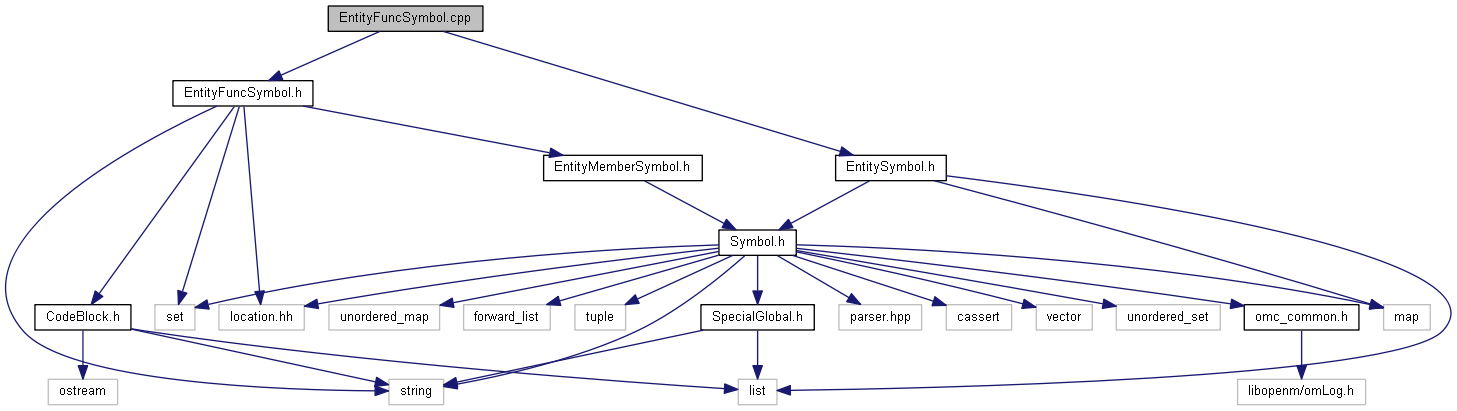 EntityFuncSymbol.cpp
EntityFuncSymbol.h
EntityMemberSymbol.h
EntitySymbol.h
Symbol.h
CodeBlock.h
set
location.hh
unordered_map
forward_list
tuple
SpecialGlobal.h
parser.hpp
cassert
vector
unordered_set
omc_common.h
map
ostream
string
list
libopenm/omLog.h